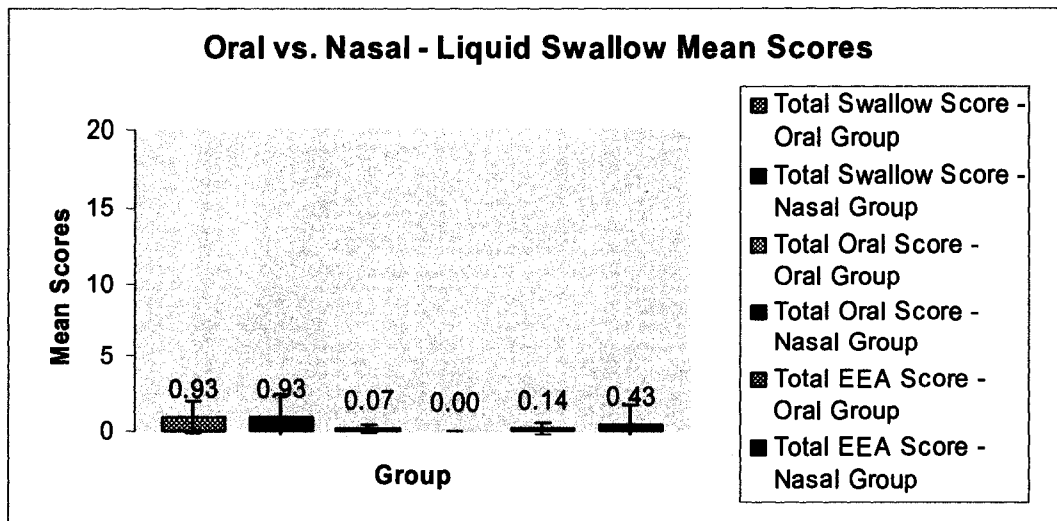 Oral vs. Nasal - Liquid Swallow Mean Scores
Mean Scores
20
15
10
5
0
0.93
0.93
0.07
0.00
0.14
0.43
Group
Total Swallow Score -
Oral Group
Total Swallow Score -
Nasal Group
Total Oral Score -
Oral Group
Total Oral Score -
Nasal Group
Total EEA Score -
Oral Group
Total EEA Score -
Nasal Group